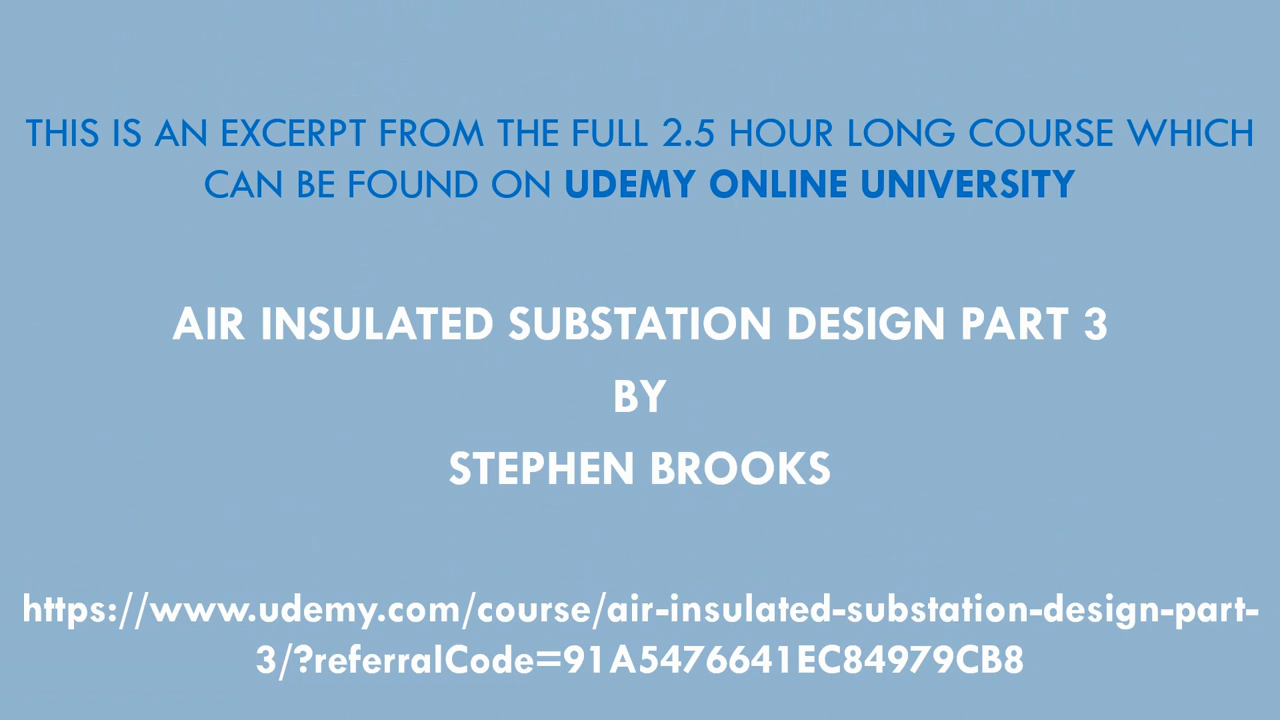 THIS IS AN EXCERPT FROM THE FULL 2.5 HOUR LONG COURSE WHICH
CAN BE FOUND ON UDEMY ONLINE UNIVERSITY
AIR INSULATED SUBSTATION DESIGN PART 3
BY
STEPHEN BROOKS
https://www.udemy.com/course/air-insulated-substation-design-part-
3/?referralCode=91A5476641EC84979CB8